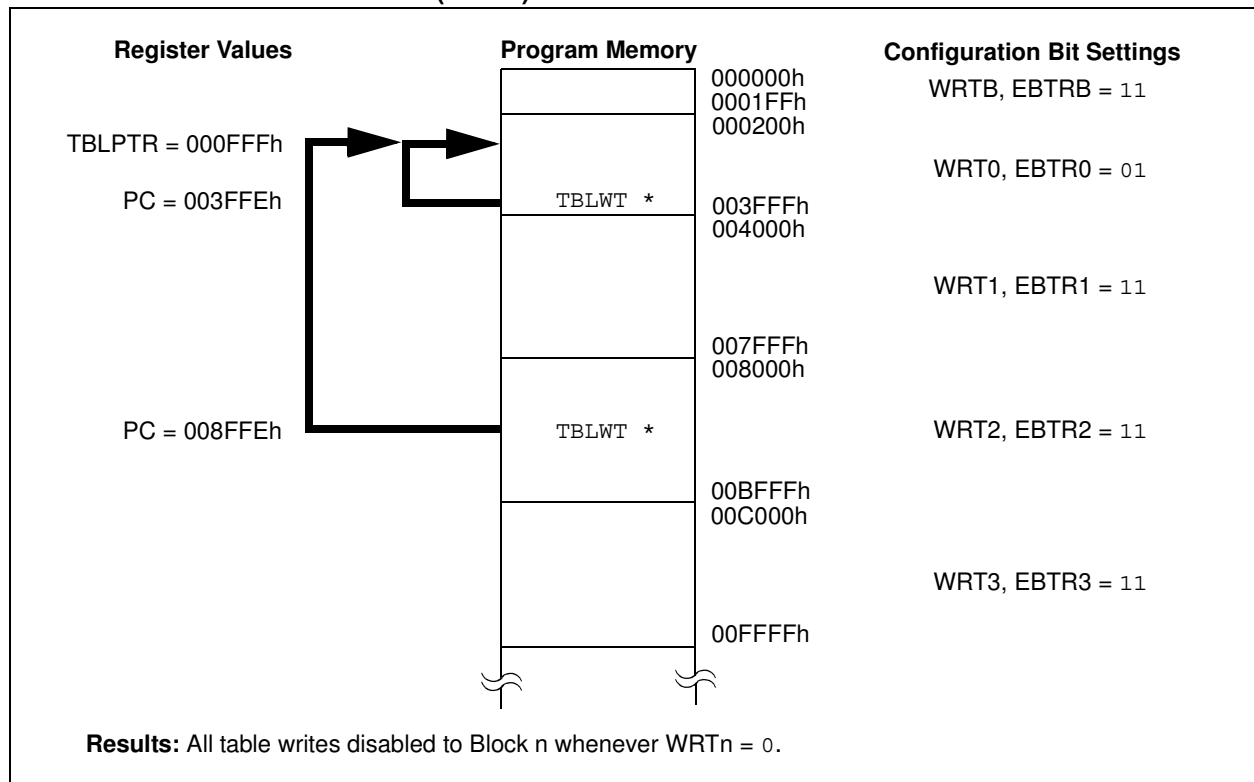 Register Values Program Memory Configuration Bit Settings
000000h WRTB, EBTRB = 11
0001FFh
000200h
TBLPTR = 000FFFh
WRT0, EBTR0 = 01
PC = 003FFEh TBLWT * 003FFFh
004000h
WRT1, EBTR1 = 11
007FFFh
008000h
PC = 008FFEh TBLWT * WRT2, EBTR2 = 11
00BFFFh
00C000h
WRT3, EBTR3 = 11
00FFFFh
Results: All table writes disabled to Block n whenever WRTn = 0.